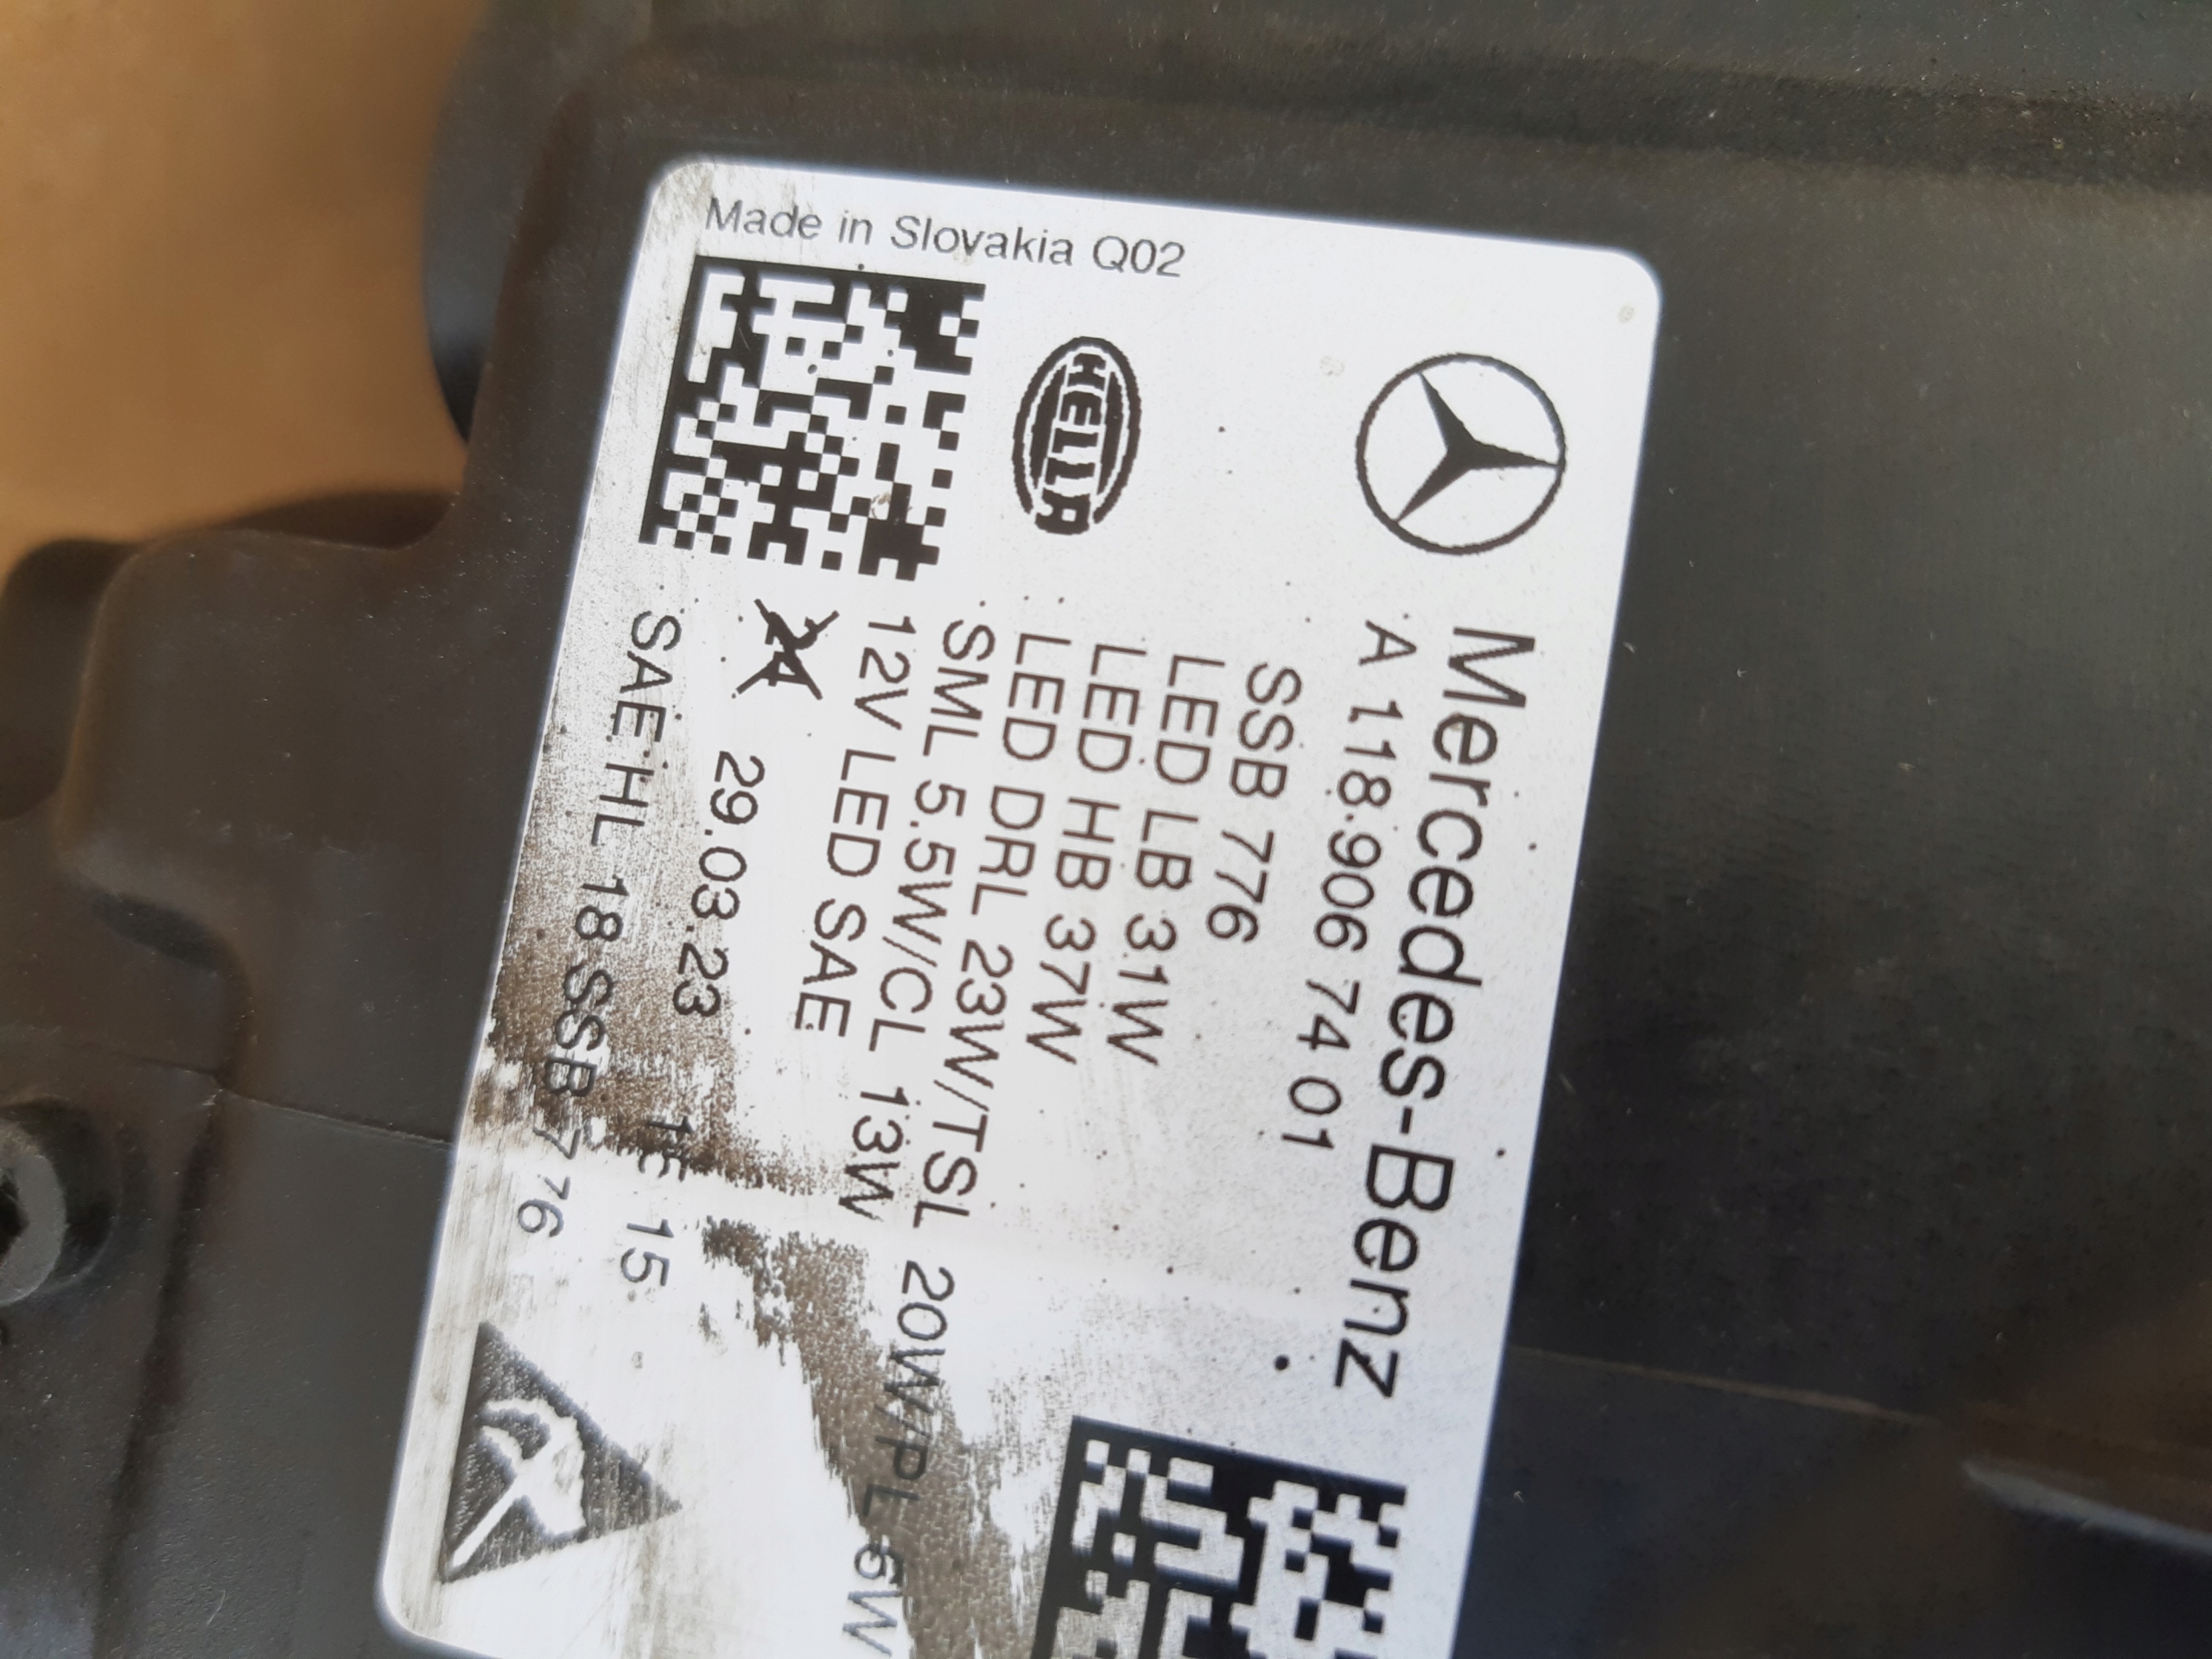 Made in Slovakia Q02
HELLA
Mercedes-Benz
A 118 906 74 01
SSB 776
LED LB 31W
LED HB 37W
LED DRL 23W/TSL 20W/PL 6W
SML 5.5W/CL 13W
12V LED SAE
24 29.03.23 15
SAE HL 18 SSB 776